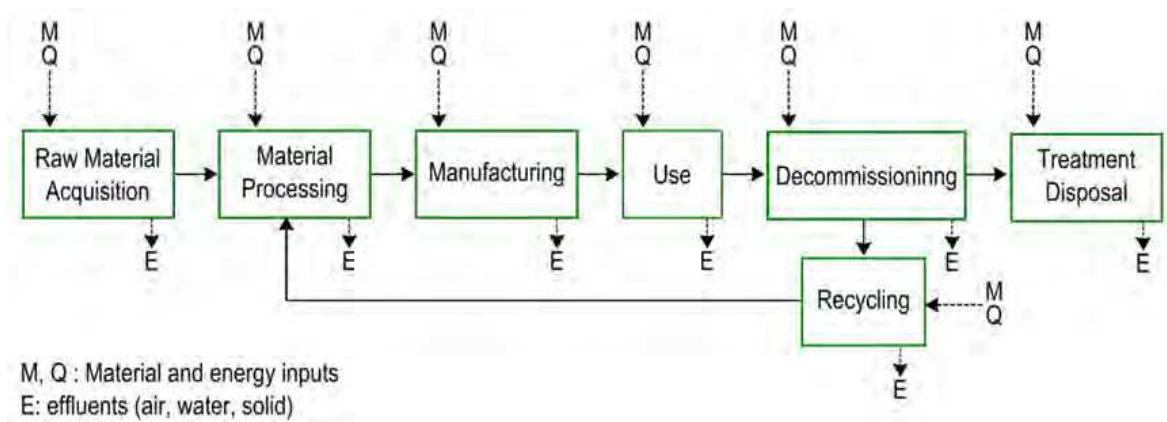 M
Q
M
Q
M
Q
M
Q
M
Q
M
Q
Raw Material
Acquisition
Material
Processing
Manufacturing
Use
Decommissioninng
Treatment
Disposal
E
E
E
E
E
E
Recycling
M
Q
E
M, Q : Material and energy inputs
E: effluents (air, water, solid)